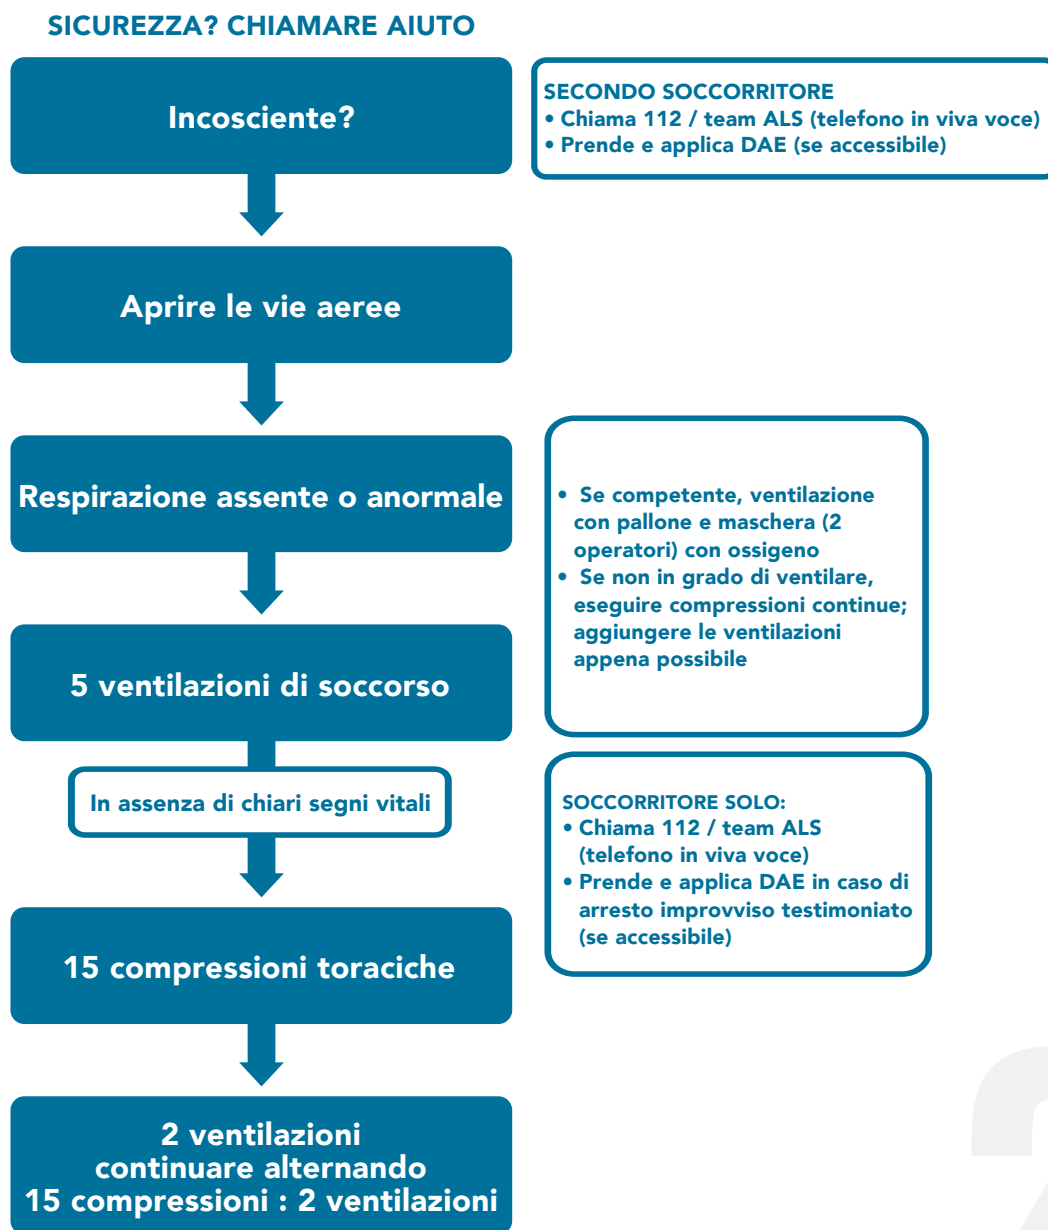 SICUREZZA? CHIAMARE AIUTO
Incosciente?
SECONDO SOCCORRITORE
• Chiama 112 / team ALS (telefono in viva voce)
• Prende e applica DAE (se accessibile)
Aprire le vie aeree
Respirazione assente o anormale
• Se competente, ventilazione
con pallone e maschera (2
operatori) con ossigeno
• Se non in grado di ventilare,
eseguire compressioni continue;
aggiungere le ventilazioni
appena possibile
5 ventilazioni di soccorso
In assenza di chiari segni vitali
SOCCORRITORE SOLO:
• Chiama 112 / team ALS
(telefono in viva voce)
• Prende e applica DAE in caso di
arresto improvviso testimoniato
(se accessibile)
15 compressioni toraciche
2 ventilazioni
continuare alternando
15 compressioni : 2 ventilazioni